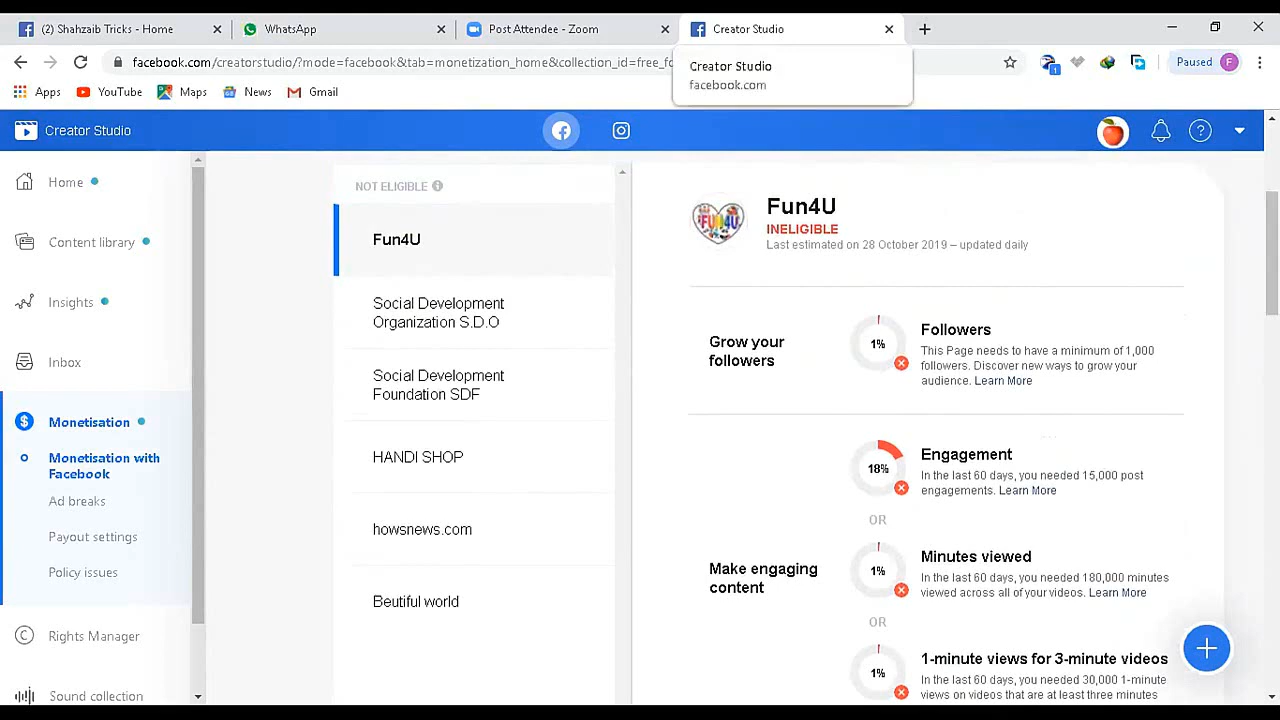 (2) Shahzaib Tricks - Home
WhatsApp
Post Attendee - Zoom
Creator Studio
facebook.com/creatorstudio/?mode=facebook&tab=monetization_home&collection_id=free_fo
Paused
F
1
Creator Studio
facebook.com
Apps
YouTube
Maps
News
Gmail
Creator Studio
Home
Content library
Insights
Inbox
Monetisation
Monetisation with
Facebook
Ad breaks
Payout settings
Policy issues
Rights Manager
Sound collection
NOT ELIGIBLE
Fun4U
Social Development
Organization S.D.O
Social Development
Foundation SDF
HANDI SHOP
howsnews.com
Beutiful world
FUN4U
Fun4U
INELIGIBLE
Last estimated on 28 October 2019 – updated daily
Grow your
followers
1%
Followers
This Page needs to have a minimum of 1,000
followers. Discover new ways to grow your
audience. Learn More
Make engaging
content
18%
Engagement
In the last 60 days, you needed 15,000 post
engagements. Learn More
OR
1%
Minutes viewed
In the last 60 days, you needed 180,000 minutes
viewed across all of your videos. Learn More
OR
1%
1-minute views for 3-minute videos
In the last 60 days, you needed 30,000 1-minute
views on videos that are at least three minutes